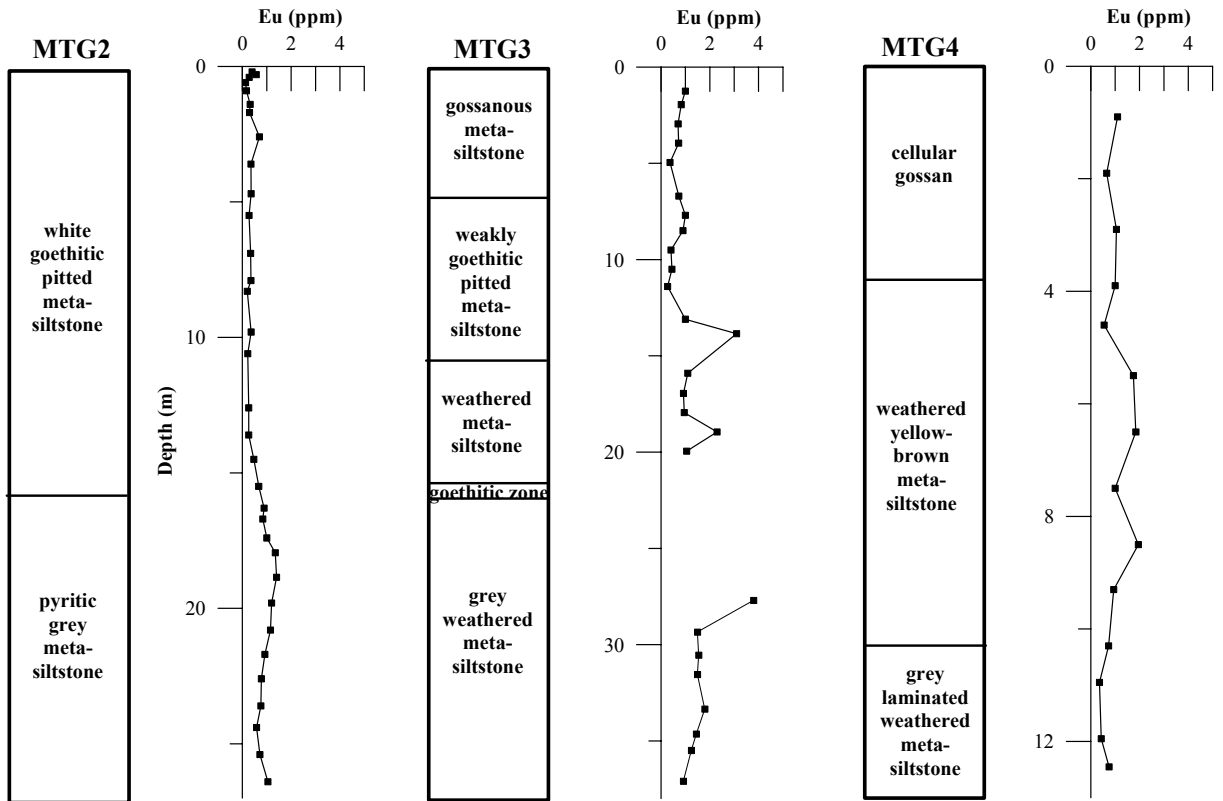 Eu (ppm)
0 2 4
MTG2
0
10
20
Depth (m)
white
goethitic
pitted
meta-
siltstone
pyritic
grey
meta-
siltstone
Eu (ppm)
0 2 4
MTG3
0
10
20
30
gossanous
meta-
siltstone
weakly
goethitic
pitted
meta-
siltstone
weathered
meta-
siltstone
goethitic zone
grey
weathered
meta-
siltstone
Eu (ppm)
0 2 4
MTG4
0
4
8
12
cellular
gossan
weathered
yellow-
brown
meta-
siltstone
grey
laminated
weathered
meta-
siltstone